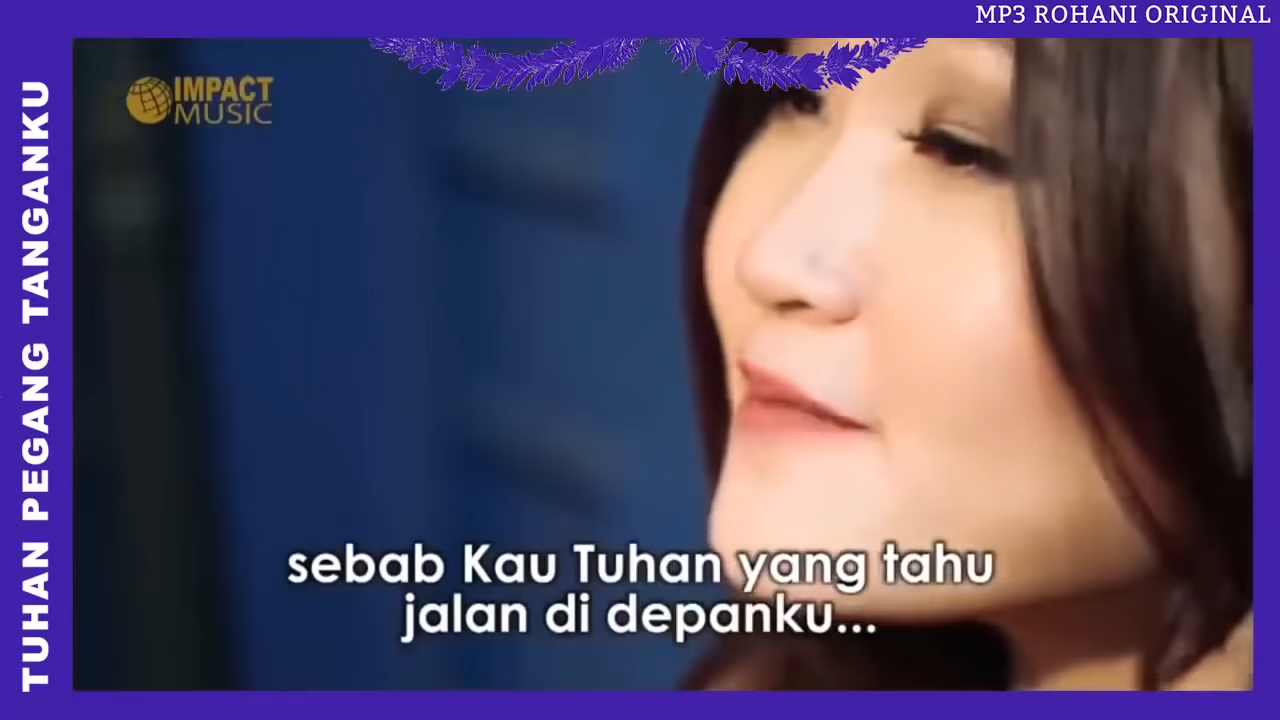 MP3 ROHANI ORIGINAL
IMPACT
MUSIC
TUHAN PEGANG TANGANKU
sebab Kau Tuhan yang tahu
jalan di depanku...